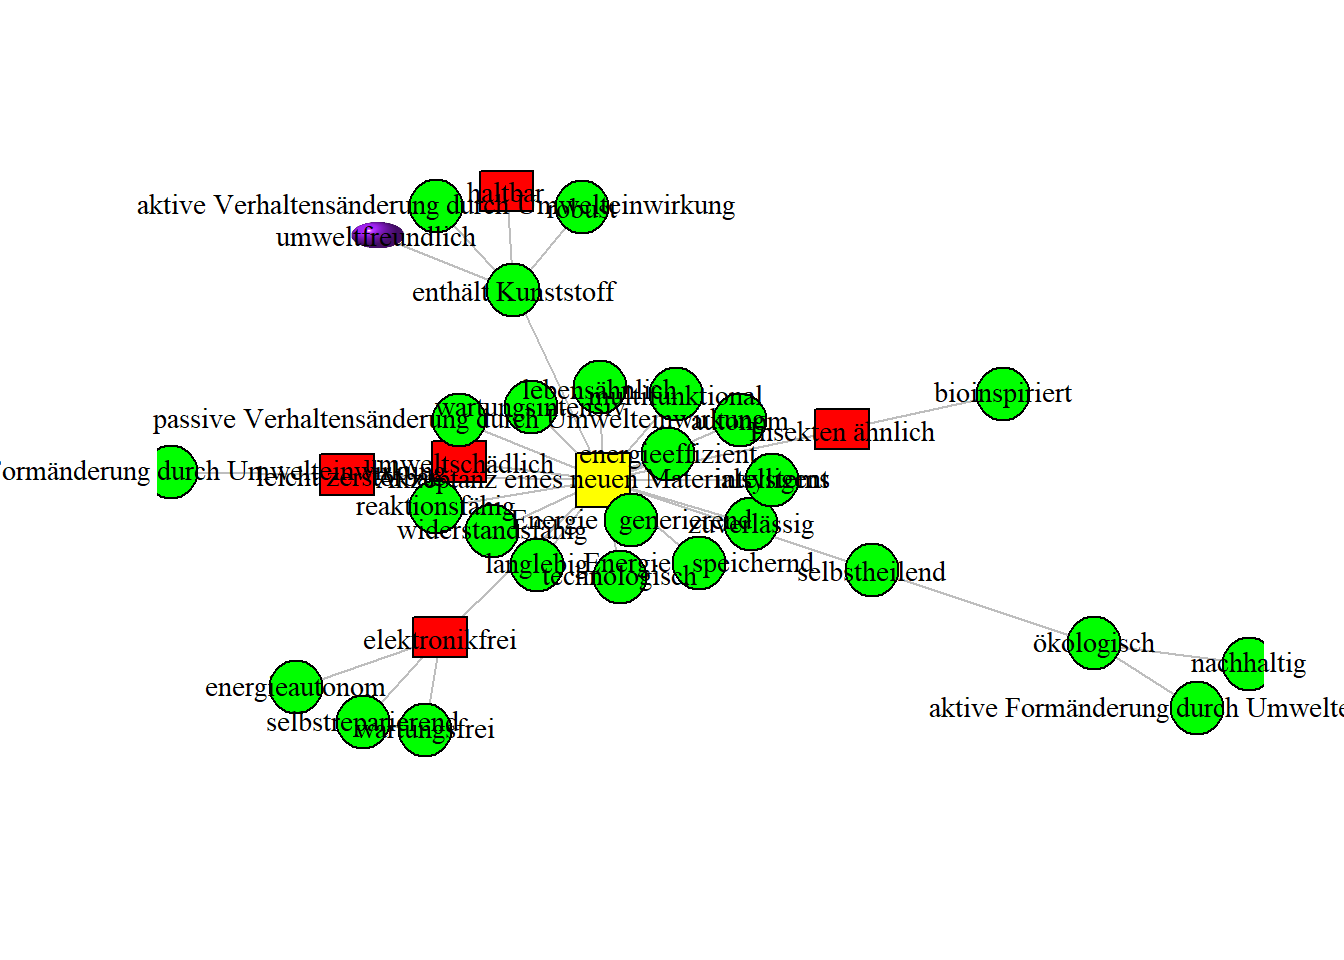 haltbar
aktive Verhaltensänderung durch Umwelteinwirkung
robust
umweltfreundlich
enthält Kunststoff
lebensähnlich
bioinspiriert
multifunktional
wartungsintensiv
passive Verhaltensänderung durch Umwelteinwirkung
autonom
Insekten ähnlich
energieeffizient
umweltschädlich
Formänderung durch Umwelteinwirkung
leicht zerstörbar
Akzeptanz eines neuen Materialsystems
intelligent
reaktionsfähig
Energie generierend
zuverlässig
widerstandsfähig
langlebig
Energie speichernd
selbstheilend
technologisch
elektronikfrei
ökologisch
nachhaltig
energieautonom
aktive Formänderung durch Umwelte
selbstreparierend
wartungsfrei